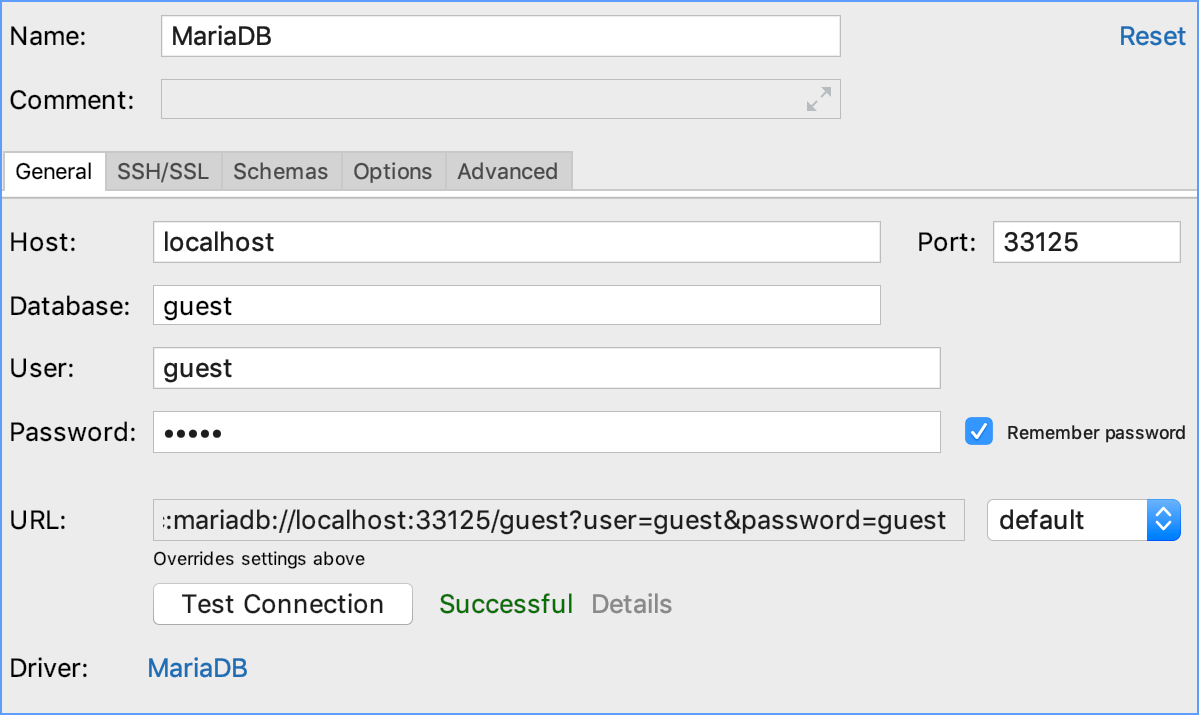 Name: MariaDB Reset
Comment:
General SSH/SSL Schemas Options Advanced
Host: localhost Port: 33125
Database: guest
User: guest
Password: ••••• Remember password
URL: :mariadb://localhost:33125/guest?user=guest&password=guest default
Overrides settings above
Test Connection Successful Details
Driver: MariaDB